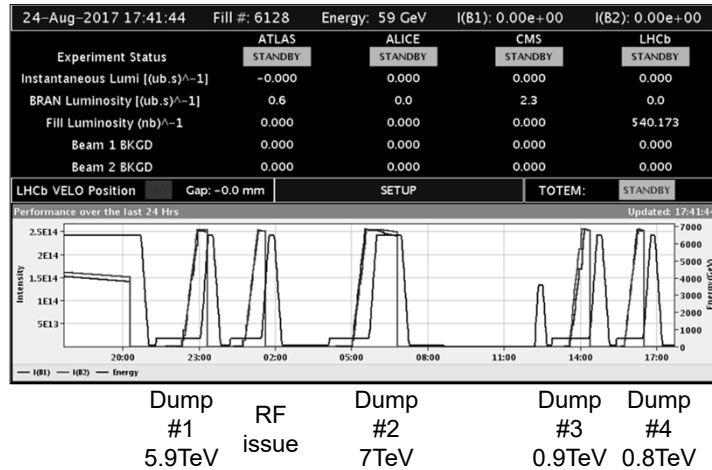 24-Aug-2017 17:41:44 Fill #: 6128 Energy: 59 GeV I(B1): 0.00e+00 I(B2): 0.00e+00
ATLAS ALICE CMS LHCb
Experiment Status STANDBY STANDBY STANDBY STANDBY
Instantaneous Lumi [(ub.s)^-1] -0.000 0.000 0.000 0.000
BRAN Luminosity [(ub.s)^-1] 0.6 0.0 2.3 0.0
Fill Luminosity (nb)^-1 0.000 0.000 0.000 540.173
Beam 1 BKGD 0.000 0.000 0.000 0.000
Beam 2 BKGD 0.000 0.000 0.000 0.000
LHCb VELO Position Gap: -0.0 mm SETUP TOTEM: STANDBY
Performance over the last 24 Hrs Updated: 17:41:4
2.5E14 7000
6000
2E14 5000
1.5E14 4000
1E14 3000
2000
5E13 1000
0
Intensity
Energy(GeV)
20:00 23:00 02:00 05:00 08:00 11:00 14:00 17:00
I(B1) I(B2) Energy
Dump Dump Dump Dump
#1 RF #2 #3 #4
5.9TeV issue 7TeV 0.9TeV 0.8TeV